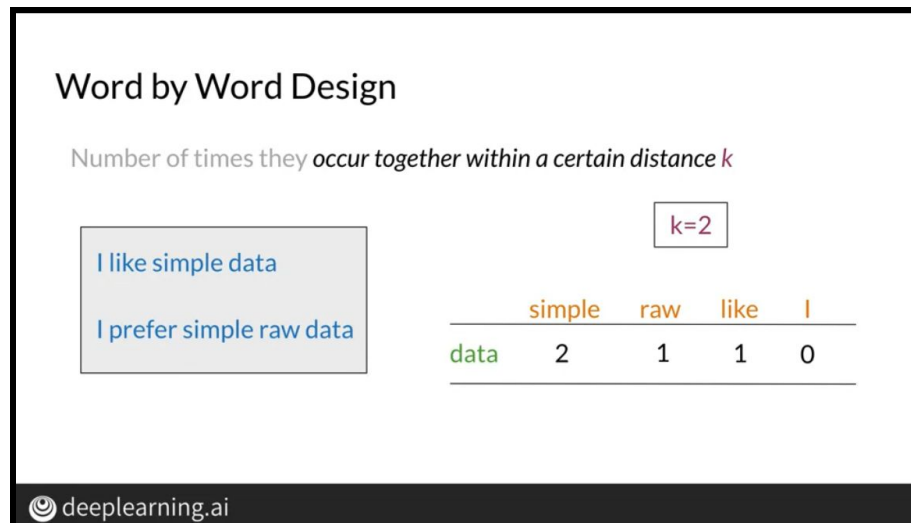 Word by Word Design
Number of times they occur together within a certain distance k
k=2
I like simple data
I prefer simple raw data
simple raw like I
data 2 1 1 0
deeplearning.ai